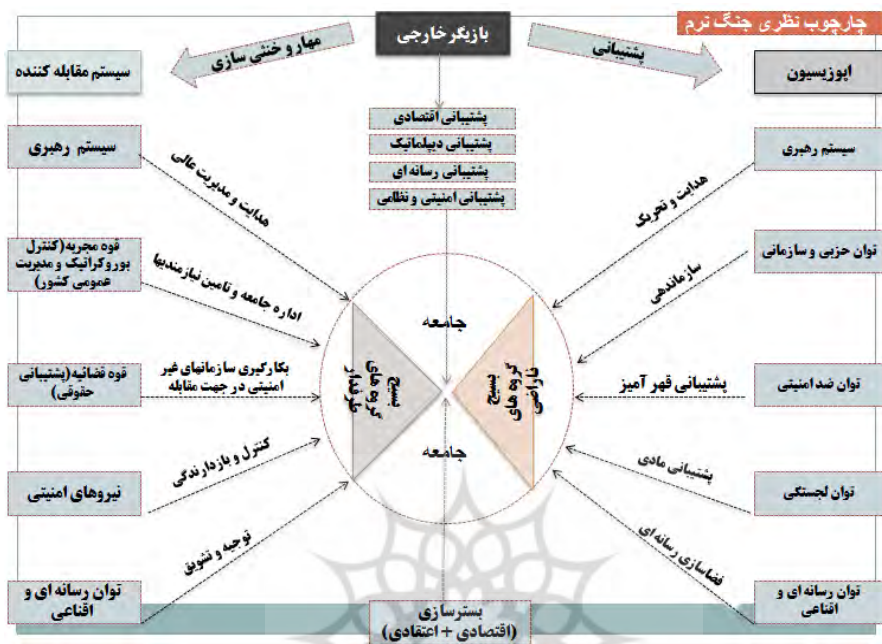 چارچوب نظری جنگ نرم
بازیگر خارجی
پشتیبانی
مهار و خنثی سازی
اپوزیسیون
سیستم مقابله کننده
پشتیبانی اقتصادی
پشتیبانی دیپلماتیک
پشتیبانی رسانه ای
پشتیبانی امنیتی و نظامی
سیستم رهبری
هدایت و تحریک
توان حزبی و سازمانی
سازماندهی
توان ضد امنیتی
پشتیبانی قهر آمیز
توان لجستکی
پشتیبانی مادی
توان رسانه ای و
اقناعی
فضاسازی رسانه ای
جامعه
بسیج
گروه های
ناراضی
بسیج
گروه های
طرفدار
جامعه
سیستم رهبری
هدایت و مدیریت عالی
قوه مجریه(کنترل
بوروکراتیک و مدیریت
عمومی کشور)
اداره جامعه و تامین نیازمندیها
قوه قضائیه(پشتیبانی
حقوقی)
بکارگیری سازمانهای غیر
امنیتی در جهت مقابله
نیروهای امنیتی
کنترل و بازدارندگی
توان رسانه ای و
اقناعی
توجیه و تشویق
بسترسازی
(اقتصادی + اعتقادی)